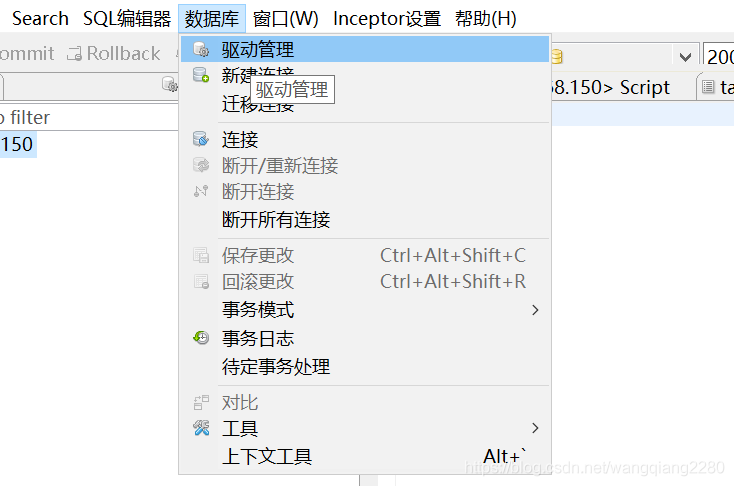 Search SQL编辑器 数据库 窗口(W) Inceptor设置 帮助(H)
ommit Rollback 200
驱动管理
新建连接 68.150> Script ta
驱动管理
迁移连接
o filter
连接
150
断开/重新连接
断开连接
断开所有连接
保存更改 Ctrl+Alt+Shift+C
回滚更改 Ctrl+Alt+Shift+R
事务模式
事务日志
待定事务处理
对比
工具
上下文工具 Alt+`
https://blog.csdn.net/wangqiang2280